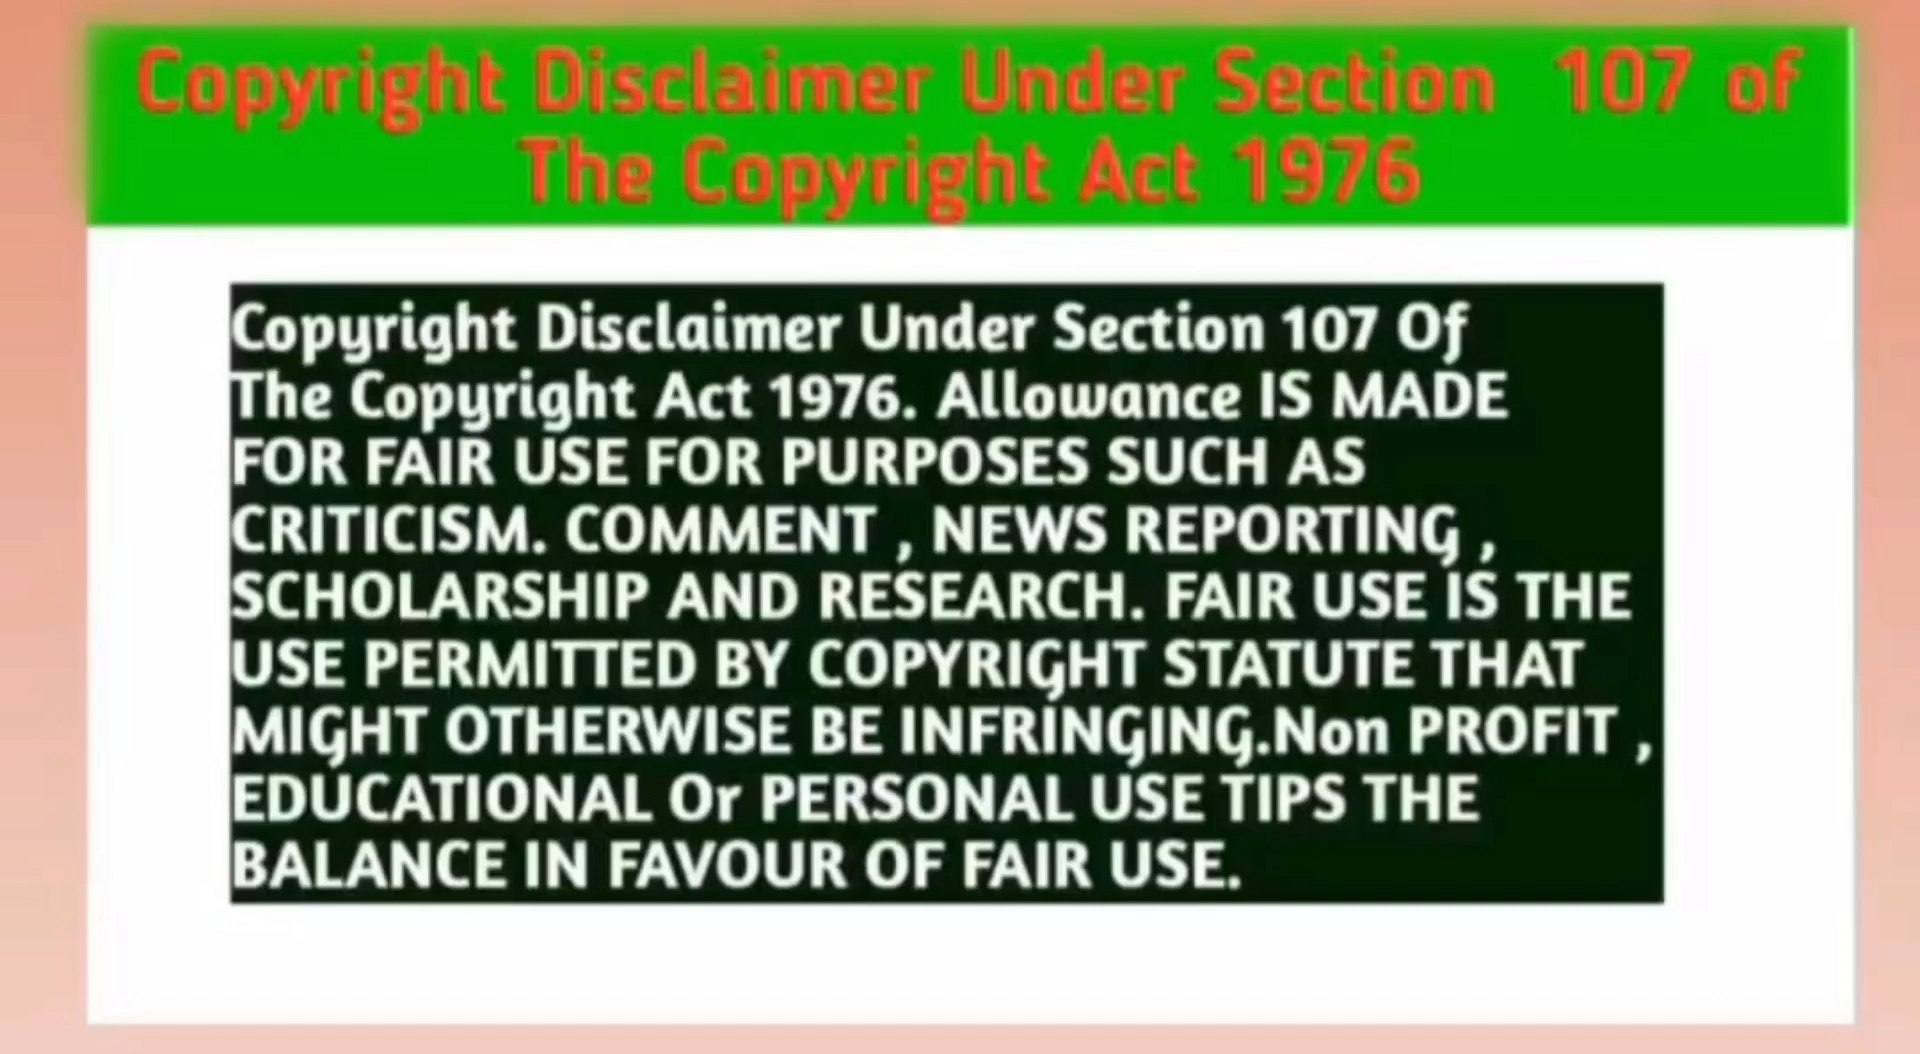 Copyright Disclaimer Under Section 107 of
The Copyright Act 1976
Copyright Disclaimer Under Section 107 Of
The Copyright Act 1976. Allowance IS MADE
FOR FAIR USE FOR PURPOSES SUCH AS
CRITICISM. COMMENT , NEWS REPORTING ,
SCHOLARSHIP AND RESEARCH. FAIR USE IS THE
USE PERMITTED BY COPYRIGHT STATUTE THAT
MIGHT OTHERWISE BE INFRINGING.Non PROFIT ,
EDUCATIONAL Or PERSONAL USE TIPS THE
BALANCE IN FAVOUR OF FAIR USE.